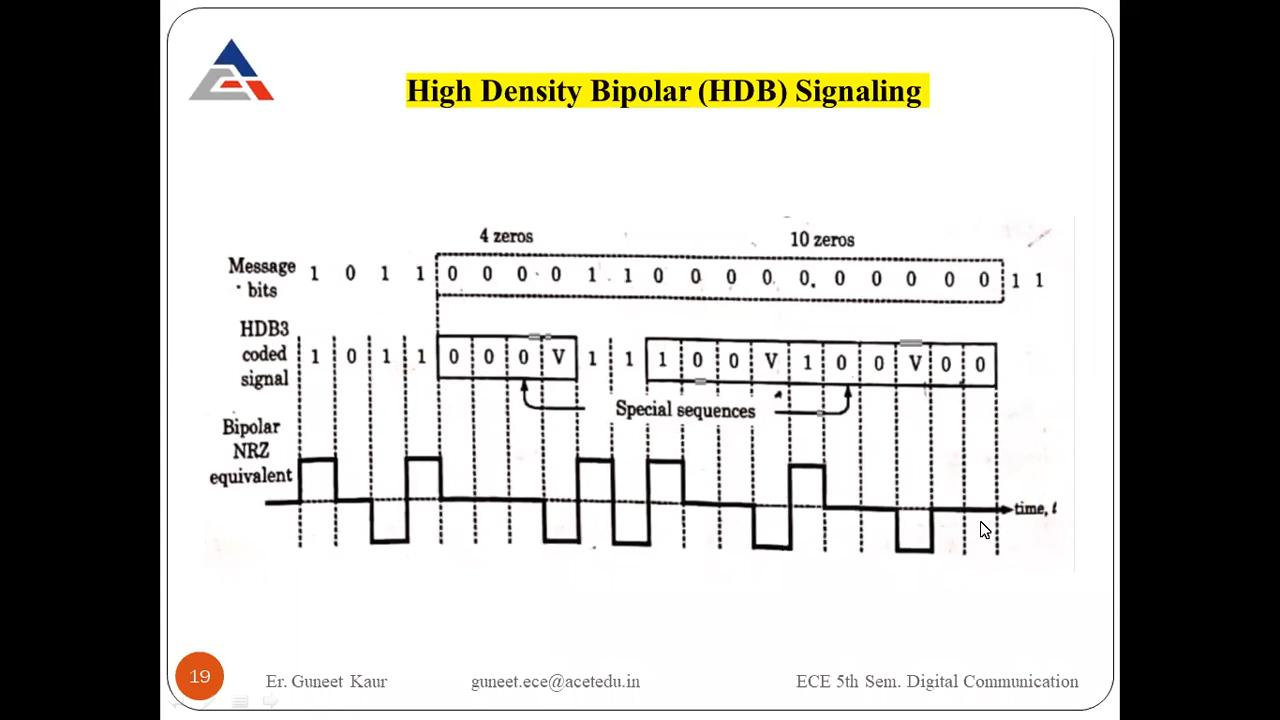 High Density Bipolar (HDB) Signaling
4 zeros 10 zeros
Message bits 1 0 1 1 0 0 0 0 1 1 0 0 0 0 0 0 0 0 0 0 1 1
HDB3 coded signal 1 0 1 1 0 0 0 V 1 1 1 0 0 V 1 0 0 V 0 0
Special sequences
Bipolar
NRZ
equivalent
time, t
19 Er. Guneet Kaur guneet.ece@acetedu.in ECE 5th Sem. Digital Communication